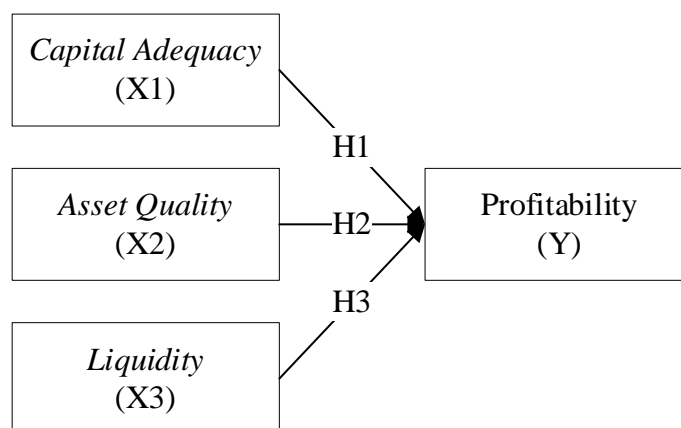 Capital Adequacy
(X1)
H1
Asset Quality
(X2)
H2
Profitability
(Y)
H3
Liquidity
(X3)